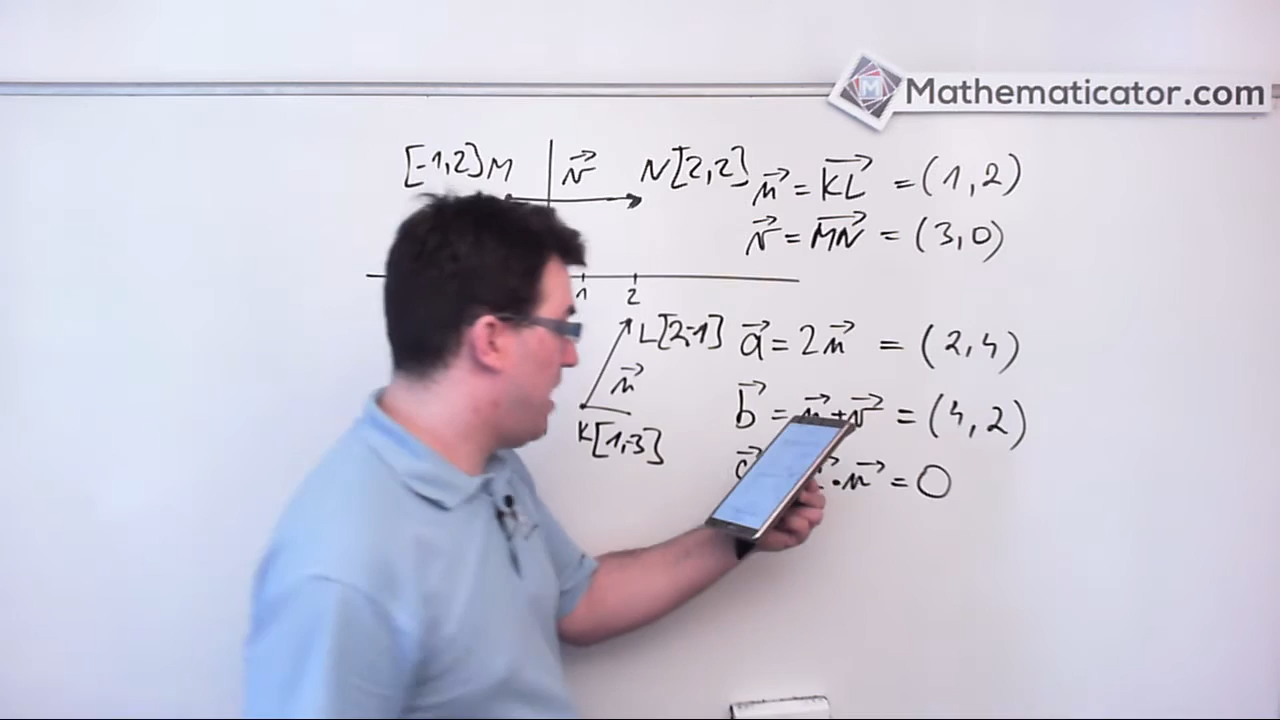 Mathematicator.com
[-1,2] M
v⃗
N[2,2]
u⃗ = KL⃗ = (1,2)
v⃗ = MN⃗ = (3,0)
1 2
L[2,-1]
a⃗ = 2u⃗ = (2,4)
u⃗
b⃗ = u⃗ + v⃗ = (4,2)
K[1,-3]
· u⃗ = 0